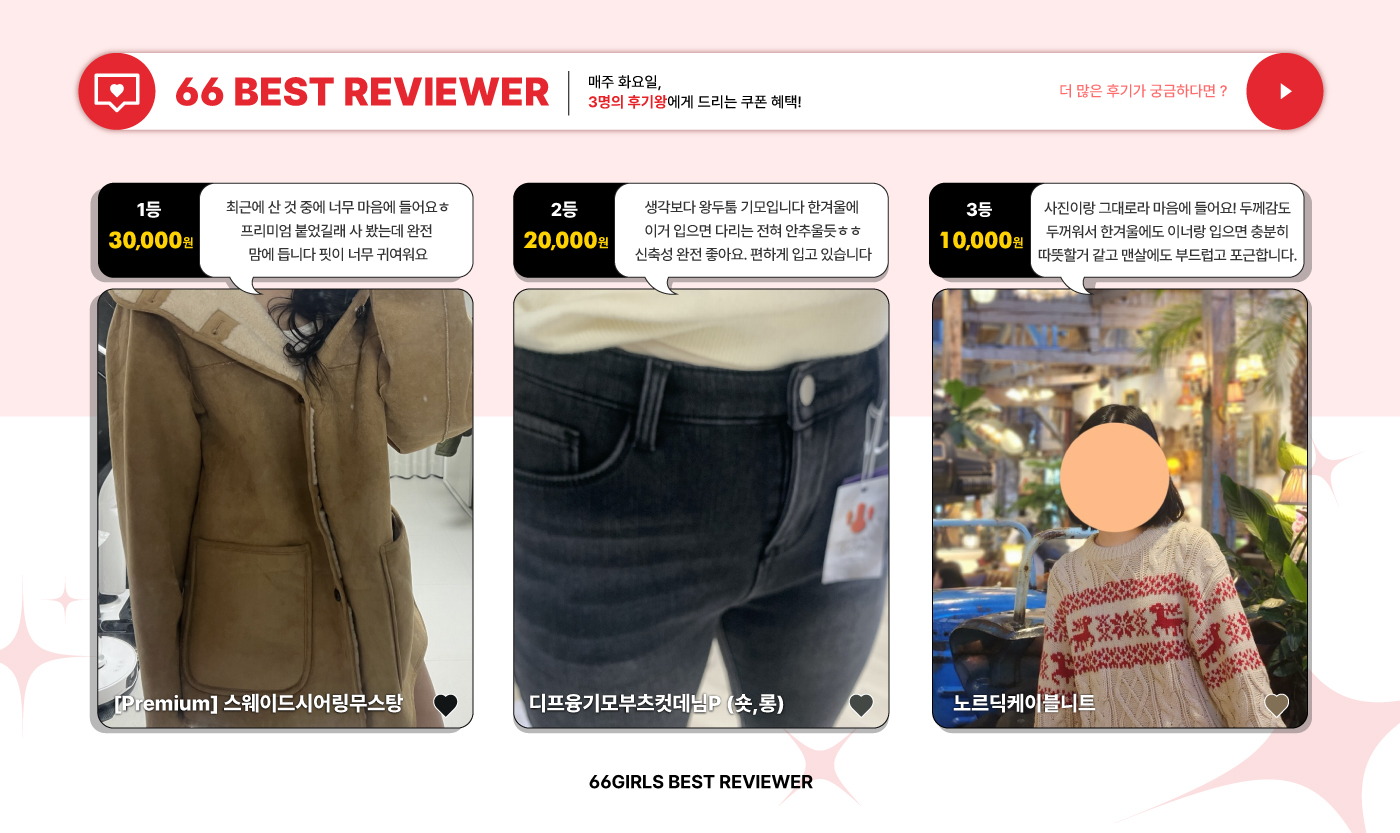 66 BEST REVIEWER
매주 화요일,
3명의 후기왕에게 드리는 쿠폰 혜택!
더 많은 후기가 궁금하다면 ?
1등
30,000원
최근에 산 것 중에 너무 마음에 들어요ㅎ
프리미엄 붙었길래 사 봤는데 완전
맘에 듭니다 핏이 너무 귀여워요
2등
20,000원
생각보다 왕두툼 기모입니다 한겨울에
이거 입으면 다리는 전혀 안추울듯ㅎㅎ
신축성 완전 좋아요. 편하게 입고 있습니다
3등
10,000원
사진이랑 그대로라 마음에 들어요! 두께감도
두꺼워서 한겨울에도 이너랑 입으면 충분히
따뜻할거 같고 맨살에도 부드럽고 포근합니다.
[Premium] 스웨이드시어링무스탕
디프융기모부츠컷데님P (숏,롱)
노르딕케이블니트
66GIRLS BEST REVIEWER